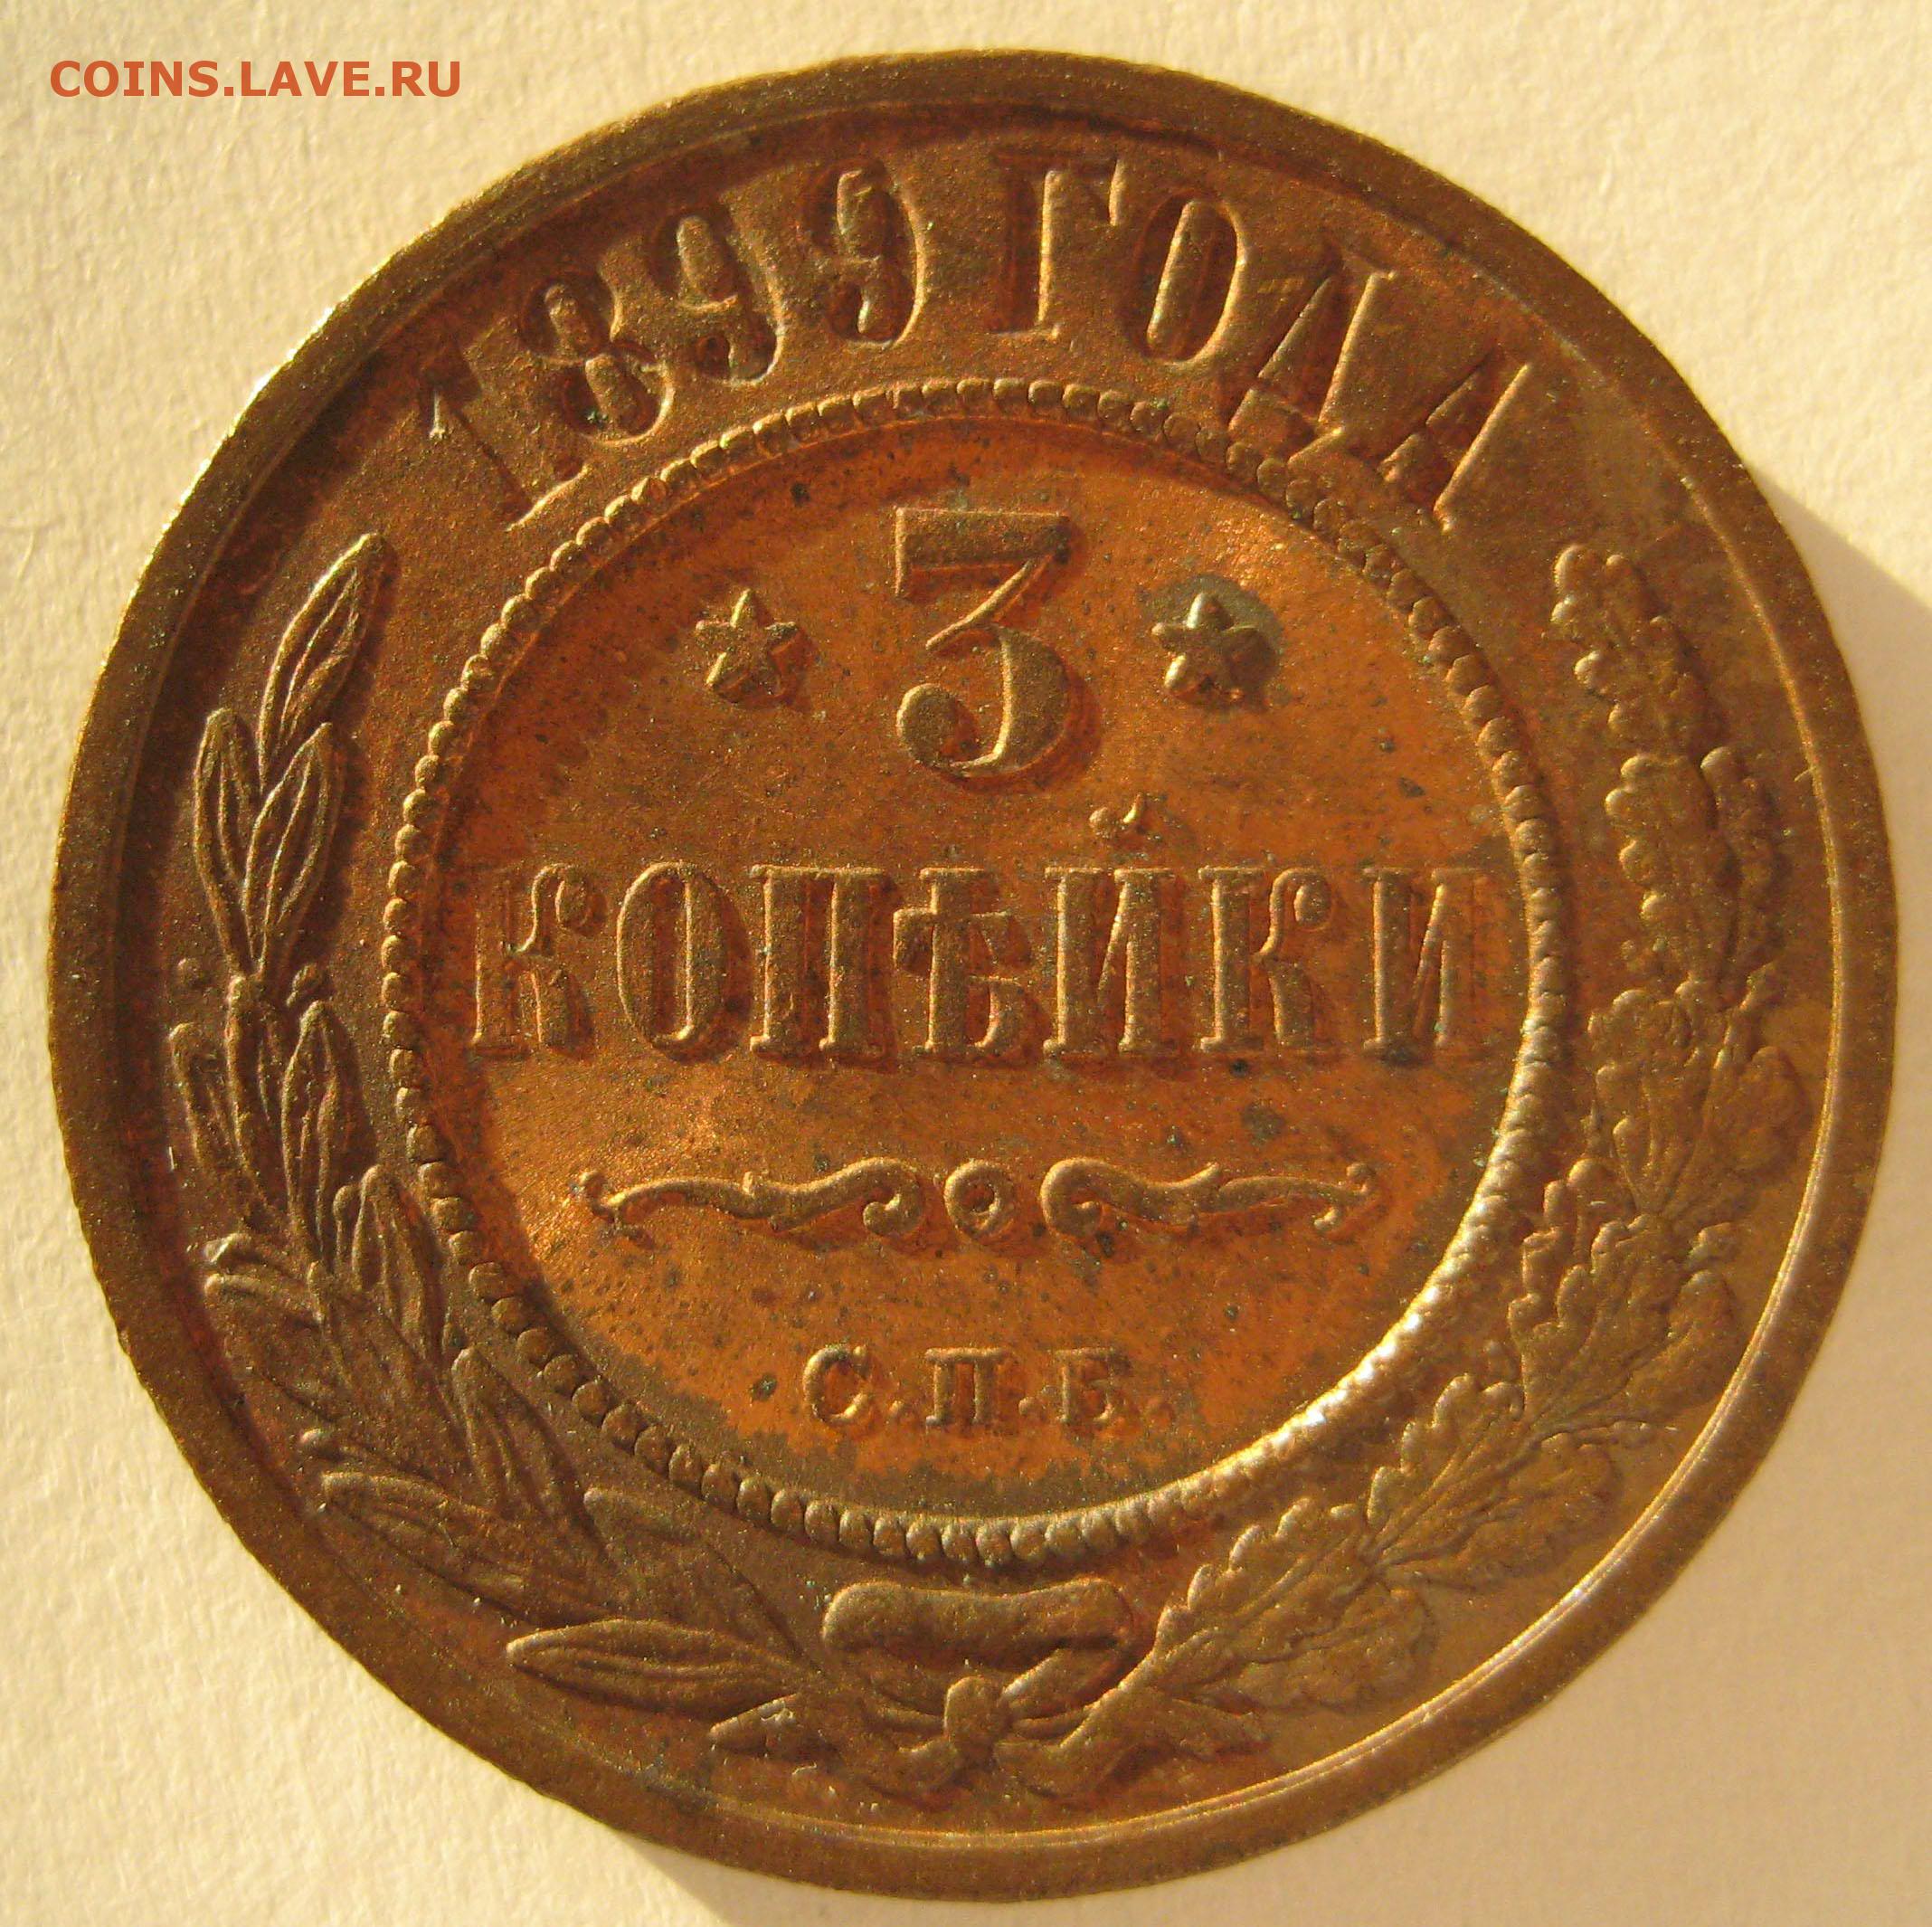 COINS.LAVE.RU
1899 ГОДА
3
КОПѢЙКИ
С.П.Б.